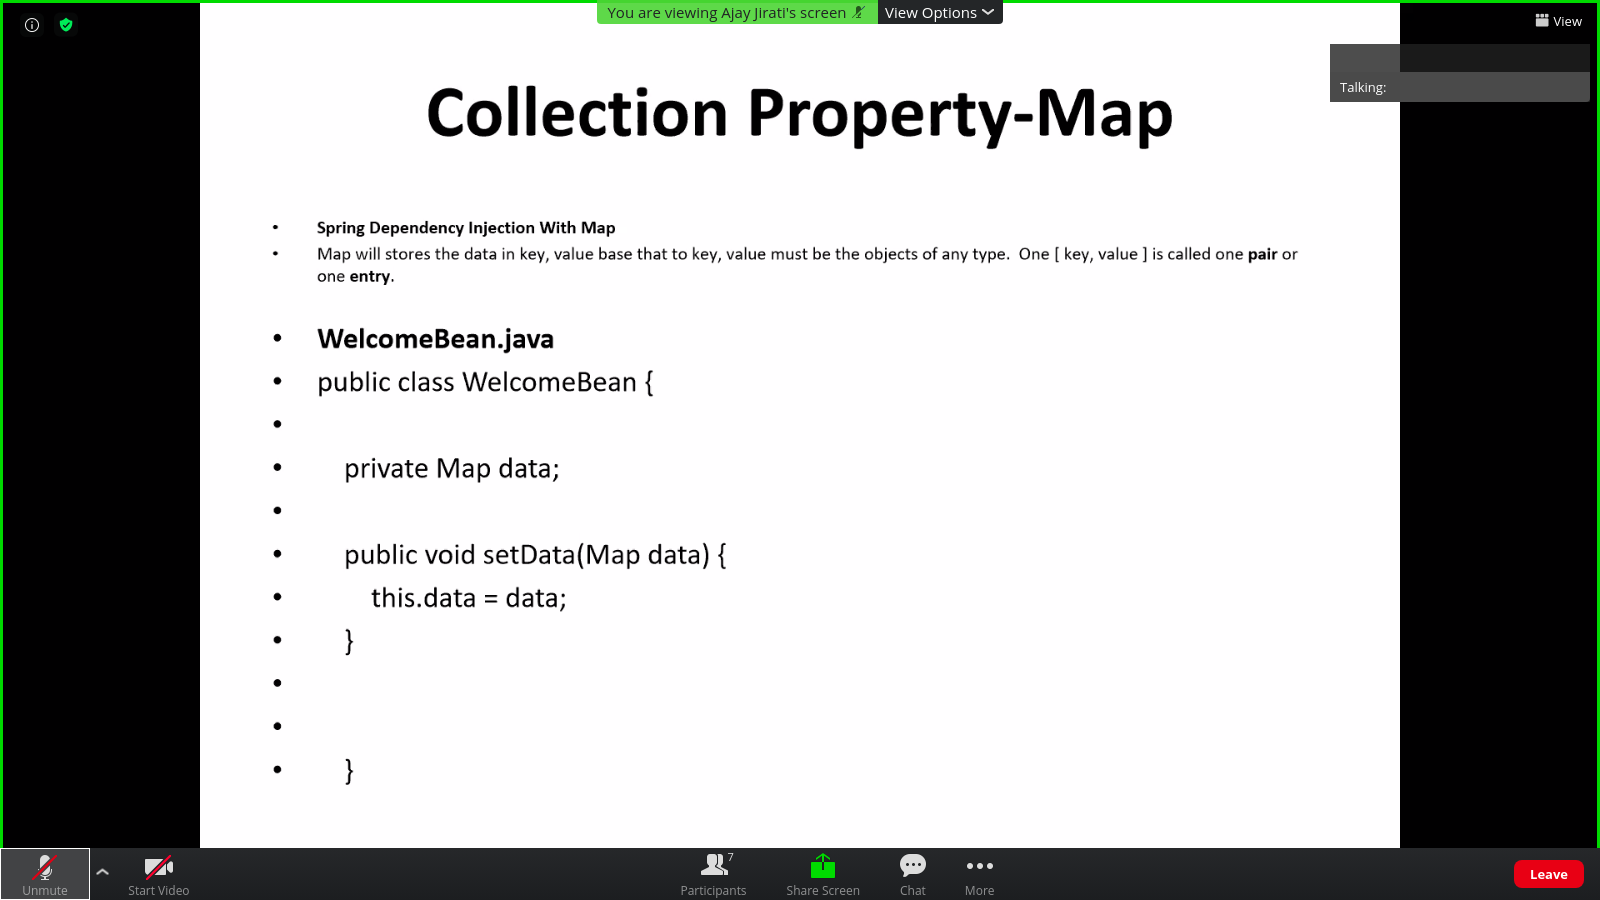 You are viewing Ajay Jirati's screen View Options
View
Talking:
Collection Property-Map
• Spring Dependency Injection With Map
• Map will stores the data in key, value base that to key, value must be the objects of any type.  One [ key, value ] is called one pair or
one entry.
• WelcomeBean.java
• public class WelcomeBean {
•
• private Map data;
•
• public void setData(Map data) {
• this.data = data;
• }
•
•
• }
Unmute Start Video Participants 7 Share Screen Chat More Leave